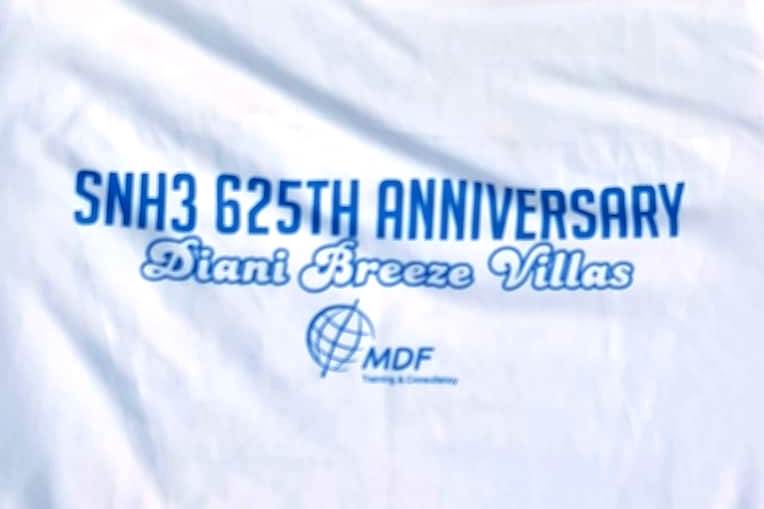 SNH3 625TH ANNIVERSARY
Diani Breeze Villas
MDF
Training & Consultancy